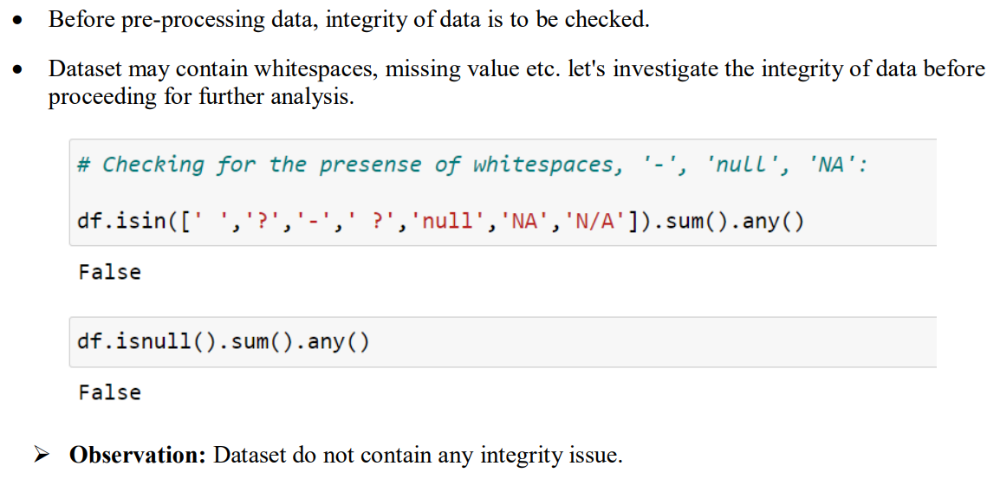 • Before pre-processing data, integrity of data is to be checked.
• Dataset may contain whitespaces, missing value etc. let's investigate the integrity of data before
proceeding for further analysis.
# Checking for the presense of whitespaces, '-', 'null', 'NA':
df.isin([' ','?','-',' ?','null','NA','N/A']).sum().any()
False
df.isnull().sum().any()
False
➢ Observation: Dataset do not contain any integrity issue.